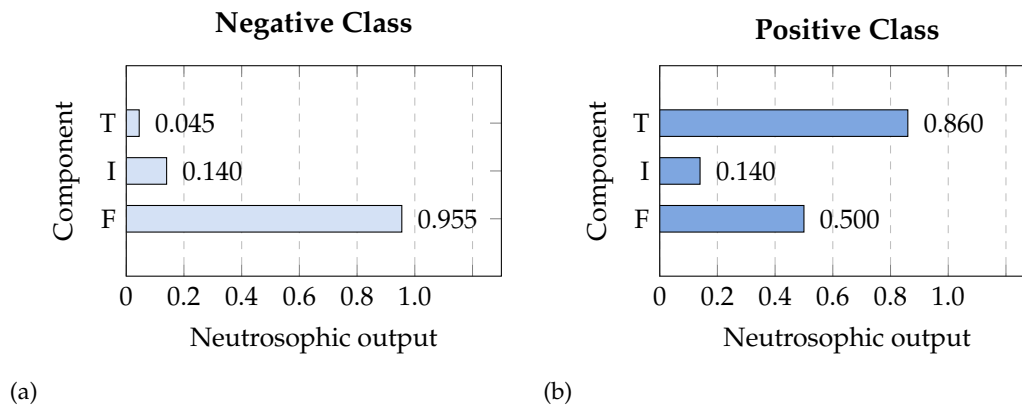 Negative Class
Component
T
0.045
I
0.140
F
0.955
0
0.2
0.4
0.6
0.8
1.0
Neutrosophic output
(a)
Positive Class
Component
T
0.860
I
0.140
F
0.500
0
0.2
0.4
0.6
0.8
1.0
Neutrosophic output
(b)